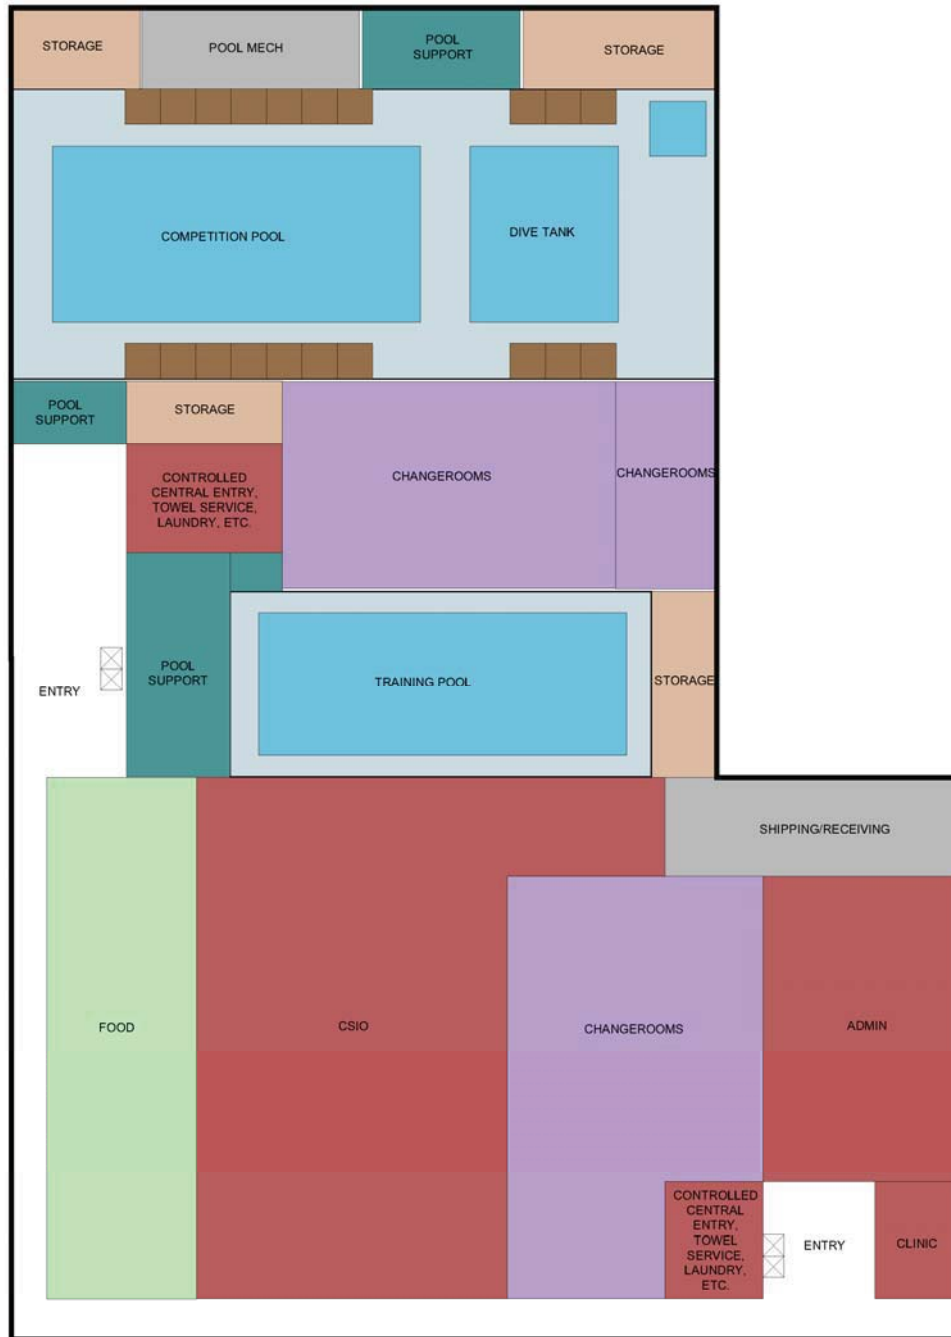 STORAGE
POOL MECH
POOL
SUPPORT
STORAGE
COMPETITION POOL
DIVE TANK
POOL
SUPPORT
STORAGE
CONTROLLED
CENTRAL ENTRY,
TOWEL SERVICE,
LAUNDRY, ETC.
CHANGEROOMS
CHANGEROOMS
ENTRY
POOL
SUPPORT
TRAINING POOL
STORAGE
SHIPPING/RECEIVING
FOOD
CSIO
CHANGEROOMS
ADMIN
CONTROLLED
CENTRAL
ENTRY,
TOWEL
SERVICE,
LAUNDRY,
ETC.
ENTRY
CLINIC